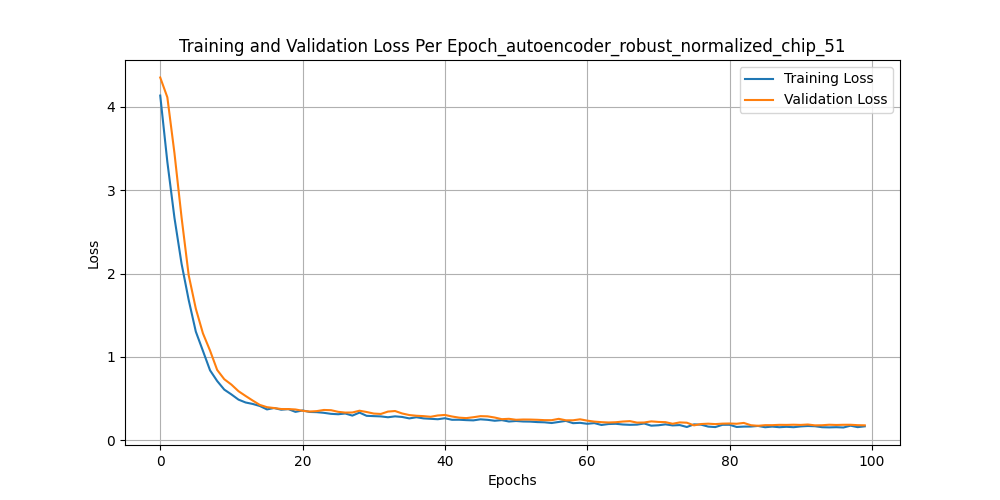 Training and Validation Loss Per Epoch_autoencoder_robust_normalized_chip_51
Training Loss
Validation Loss
4
3
2
1
0
Loss
0 20 40 60 80 100
Epochs